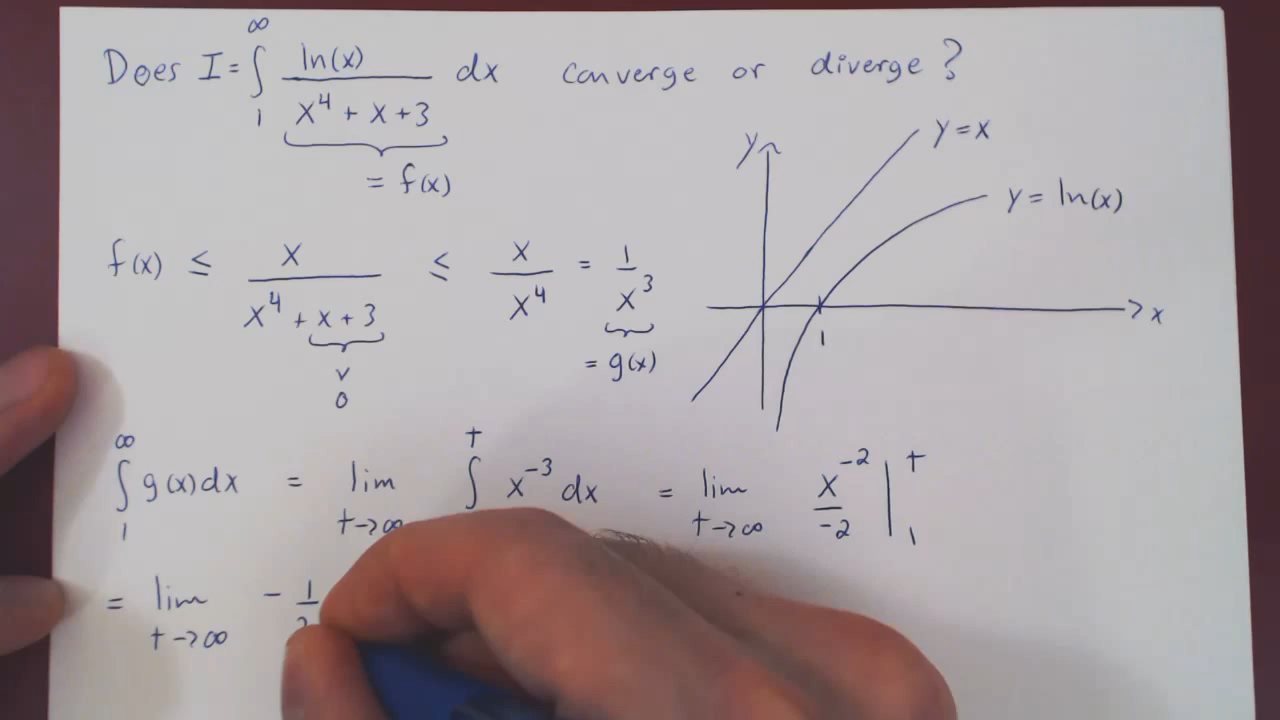 Does I = ∫₁^∞ ln(x) / (x⁴ + x + 3) dx converge or diverge?
= f(x)
y
y = x
y = ln(x)
x
1
f(x) ≤ x / (x⁴ + x + 3) ≤ x / x⁴ = 1 / x³
v
0
= g(x)
∫₁^∞ g(x) dx = lim t→∞ ∫^t x⁻³ dx = lim t→∞ x⁻² / -2 |₁^t
= lim t→∞ - 1